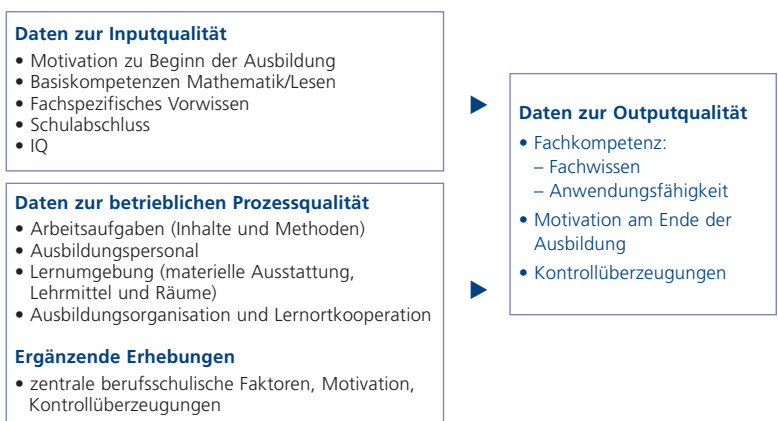 Daten zur Inputqualität
• Motivation zu Beginn der Ausbildung
• Basiskompetenzen Mathematik/Lesen
• Fachspezifisches Vorwissen
• Schulabschluss
• IQ
Daten zur betrieblichen Prozessqualität
• Arbeitsaufgaben (Inhalte und Methoden)
• Ausbildungspersonal
• Lernumgebung (materielle Ausstattung,
Lehrmittel und Räume)
• Ausbildungsorganisation und Lernortkooperation
Ergänzende Erhebungen
• zentrale berufsschulische Faktoren, Motivation,
Kontrollüberzeugungen
Daten zur Outputqualität
• Fachkompetenz:
– Fachwissen
– Anwendungsfähigkeit
• Motivation am Ende der
Ausbildung
• Kontrollüberzeugungen